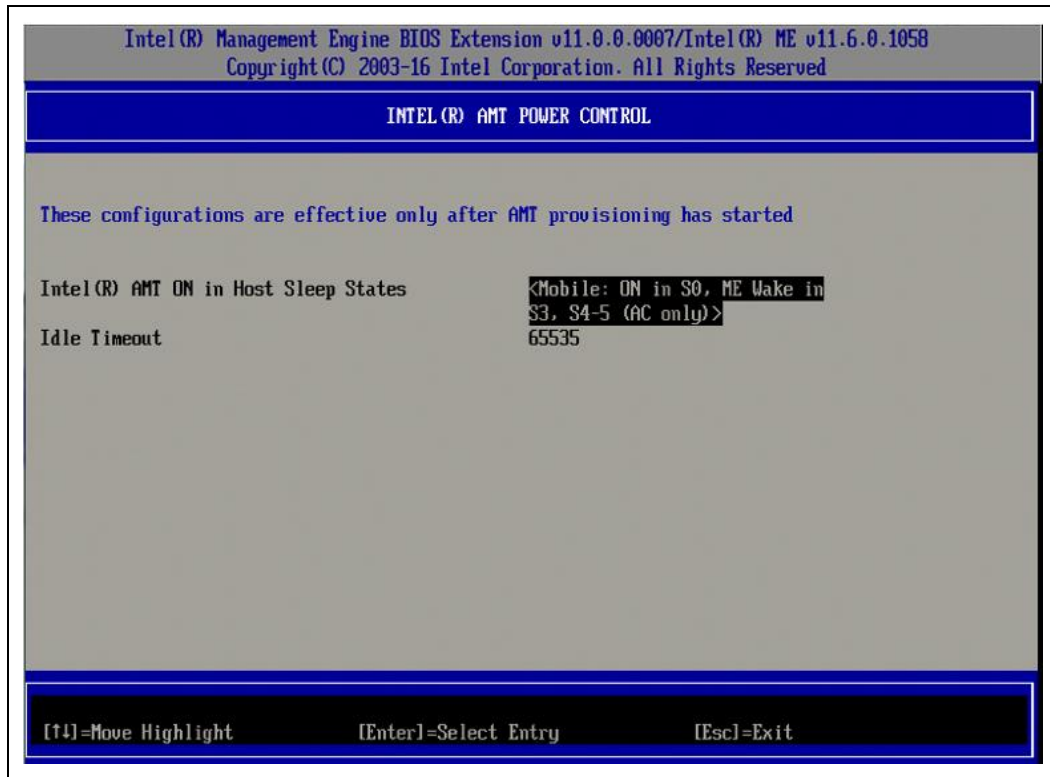 Intel(R) Management Engine BIOS Extension v11.0.0.0007/Intel(R) ME v11.6.0.1058
Copyright(C) 2003-16 Intel Corporation. All Rights Reserved
INTEL(R) AMT POWER CONTROL
These configurations are effective only after AMT provisioning has started
Intel(R) AMT ON in Host Sleep States <Mobile: ON in S0, ME Wake in
S3, S4-5 (AC only)>
Idle Timeout 65535
[↑↓]=Move Highlight [Enter]=Select Entry [Esc]=Exit